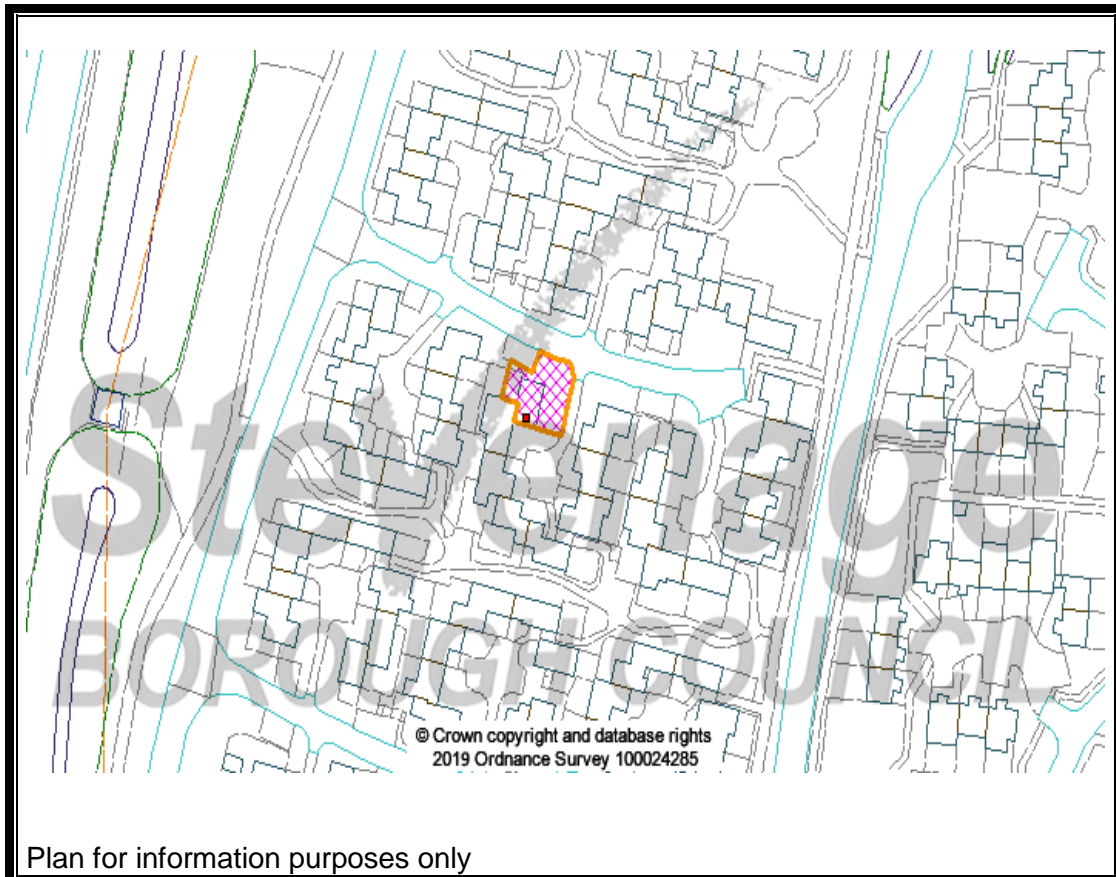 Stevenage
BOROUGH COUNCIL
© Crown copyright and database rights
2019 Ordnance Survey 100024285
Plan for information purposes only